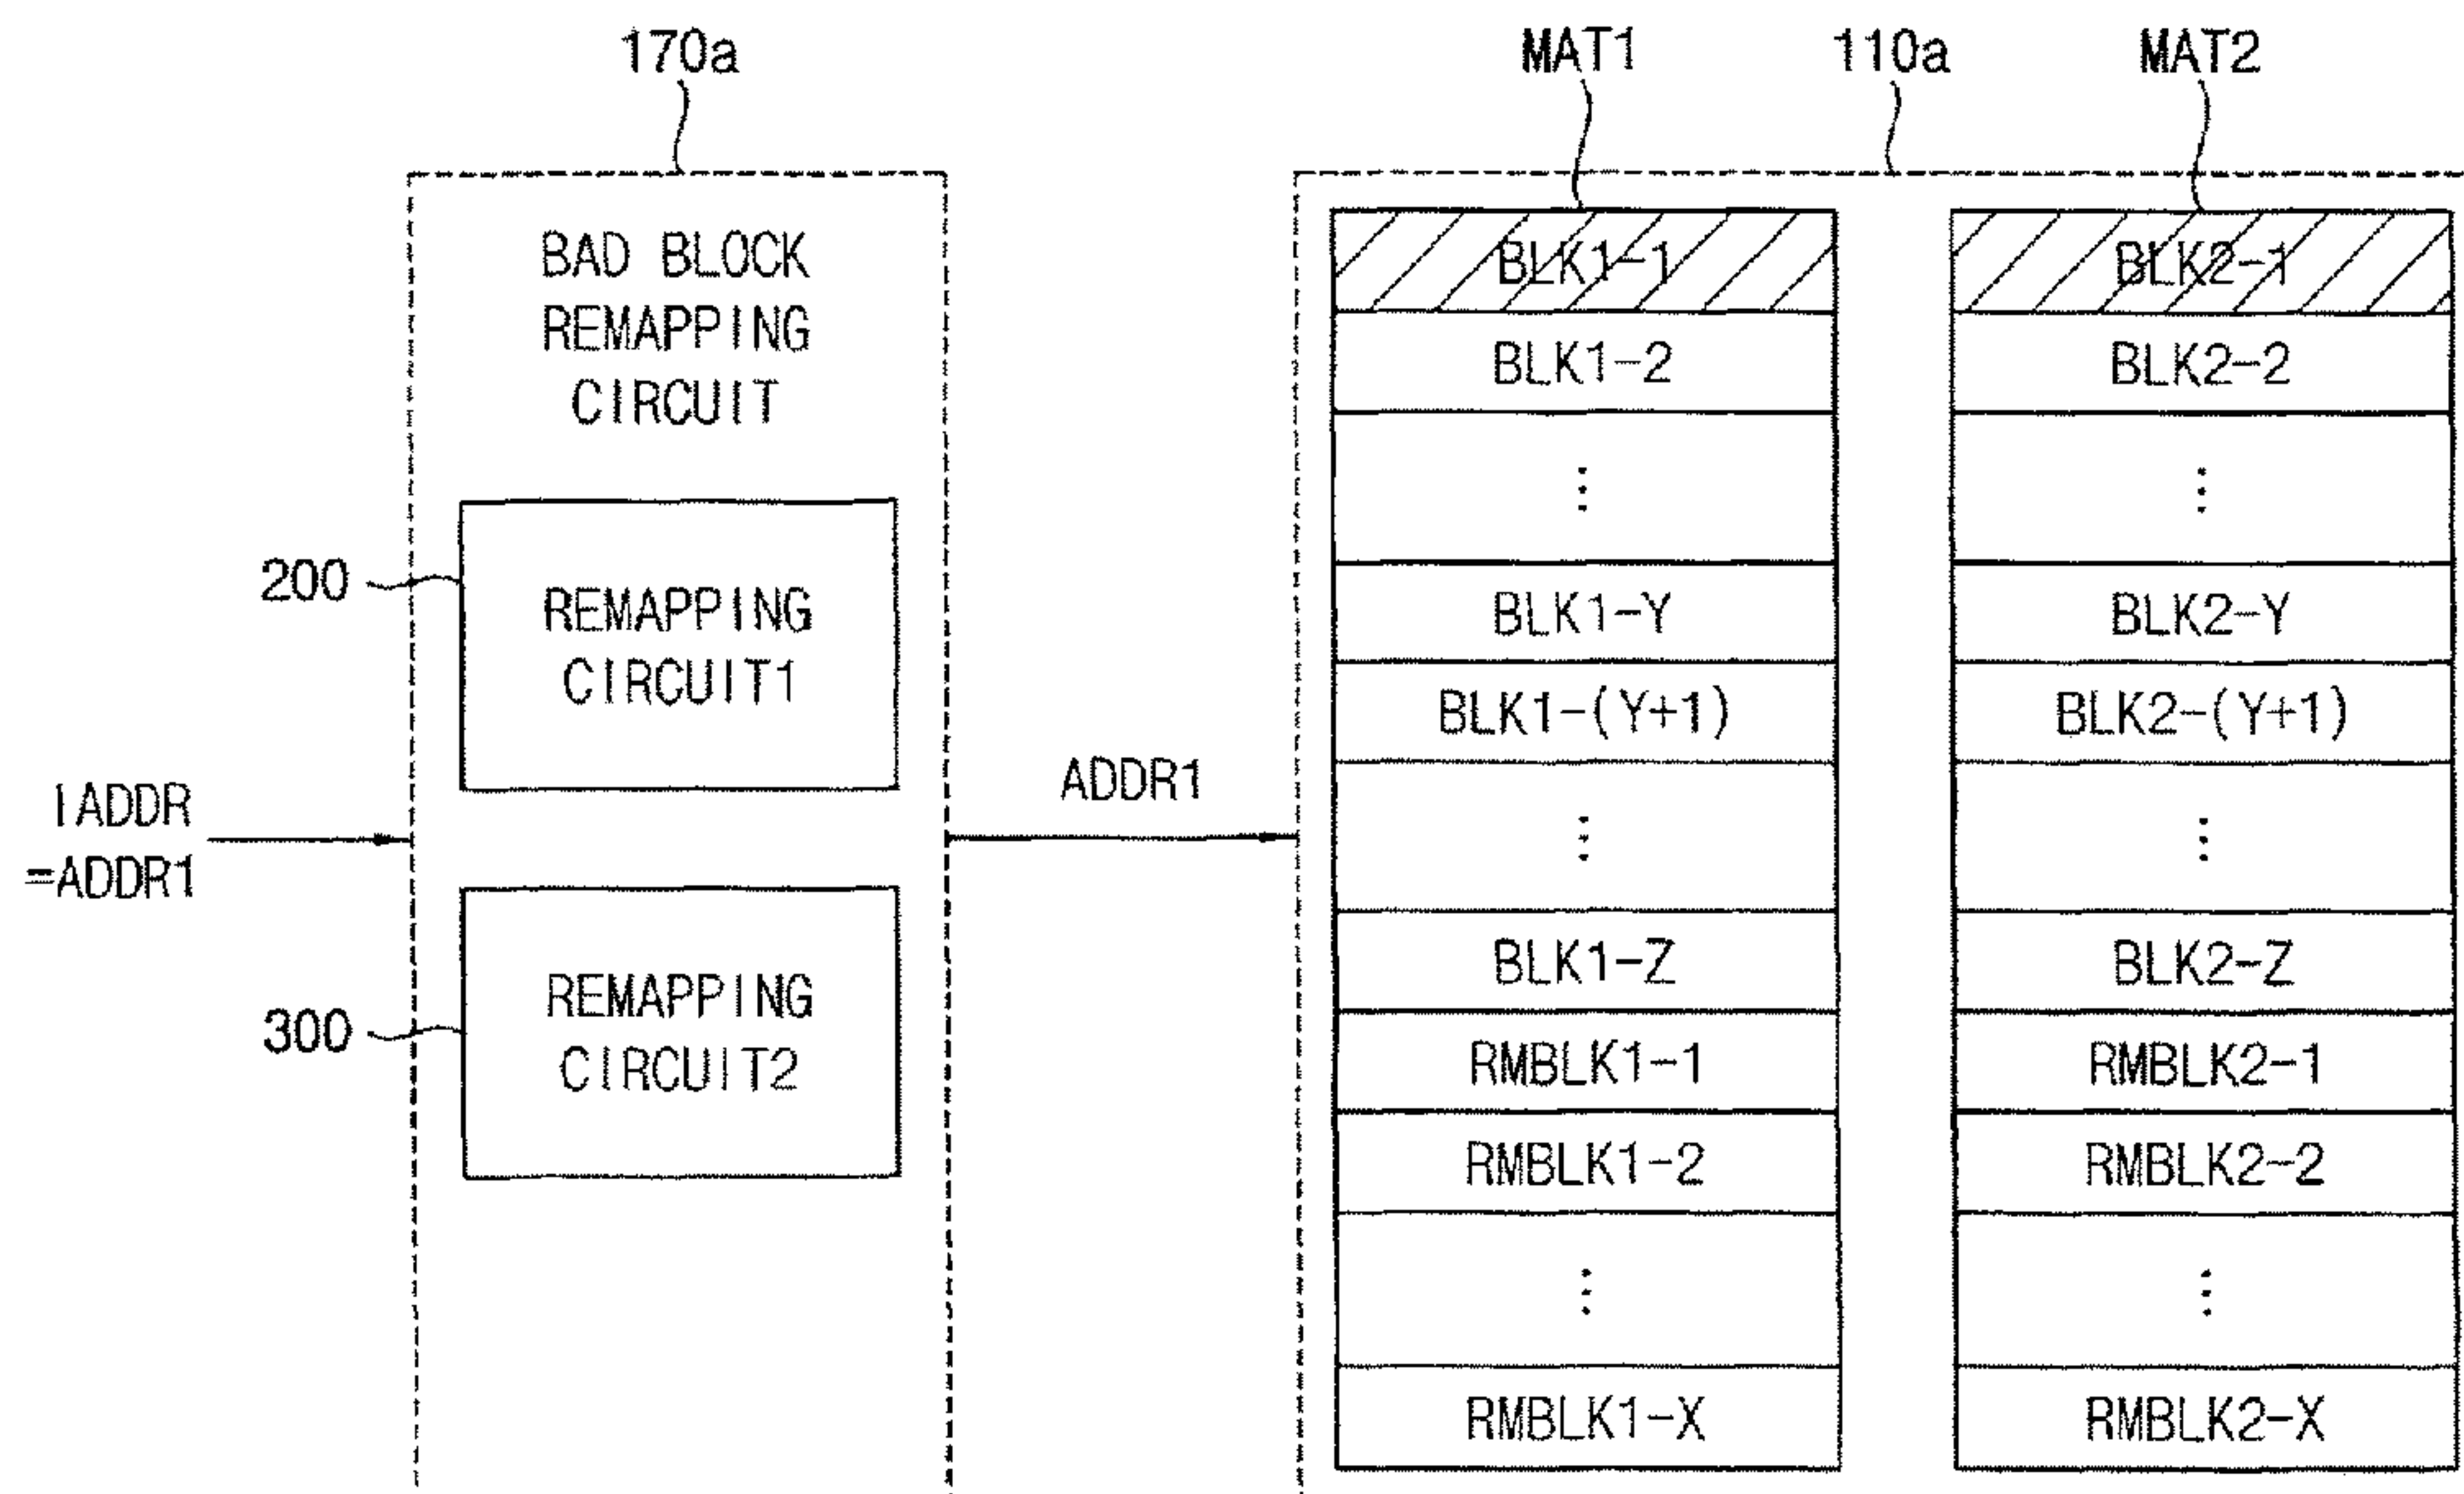 170a
MAT1
110a
MAT2
BAD BLOCK
REMAPPING
CIRCUIT
200
REMAPPING
CIRCUIT1
300
REMAPPING
CIRCUIT2
IADDR
=ADDR1
ADDR1
BLK1-1
BLK1-2
⋮
BLK1-Y
BLK1-(Y+1)
⋮
BLK1-Z
RMBLK1-1
RMBLK1-2
⋮
RMBLK1-X
BLK2-1
BLK2-2
⋮
BLK2-Y
BLK2-(Y+1)
⋮
BLK2-Z
RMBLK2-1
RMBLK2-2
⋮
RMBLK2-X